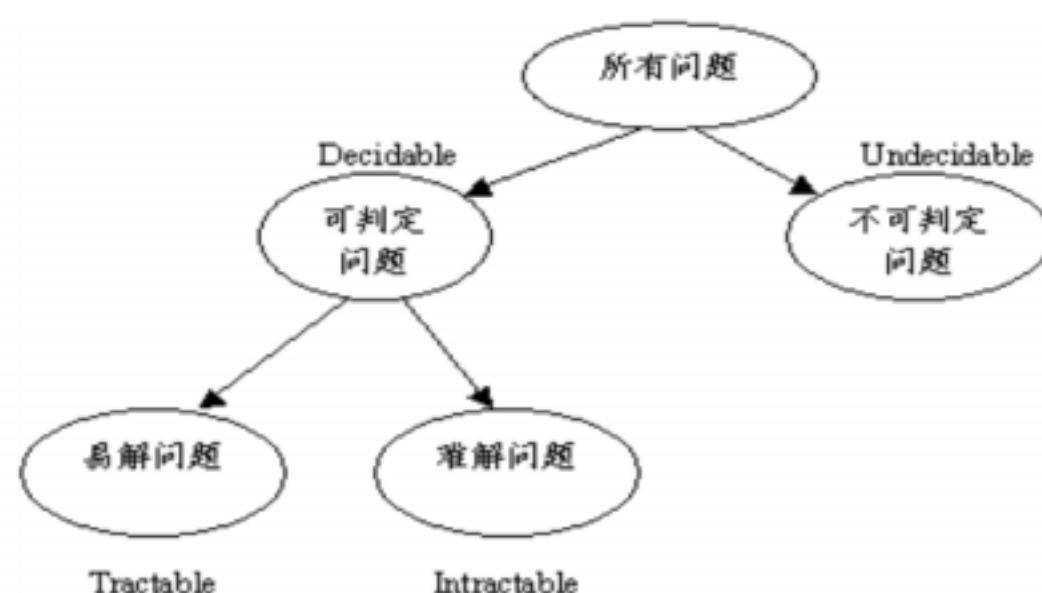 所有问题
Decidable
Undecidable
可判定
问题
不可判定
问题
易解问题
难解问题
Tractable
Intractable